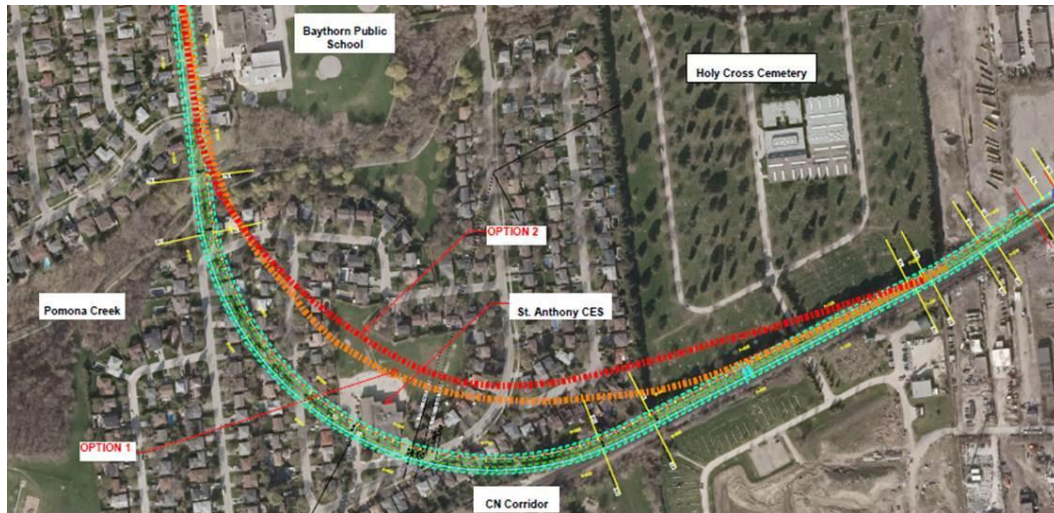 Baythorn Public
School
Holy Cross Cemetery
OPTION 2
Pomona Creek
St. Anthony CES
OPTION 1
CN Corridor